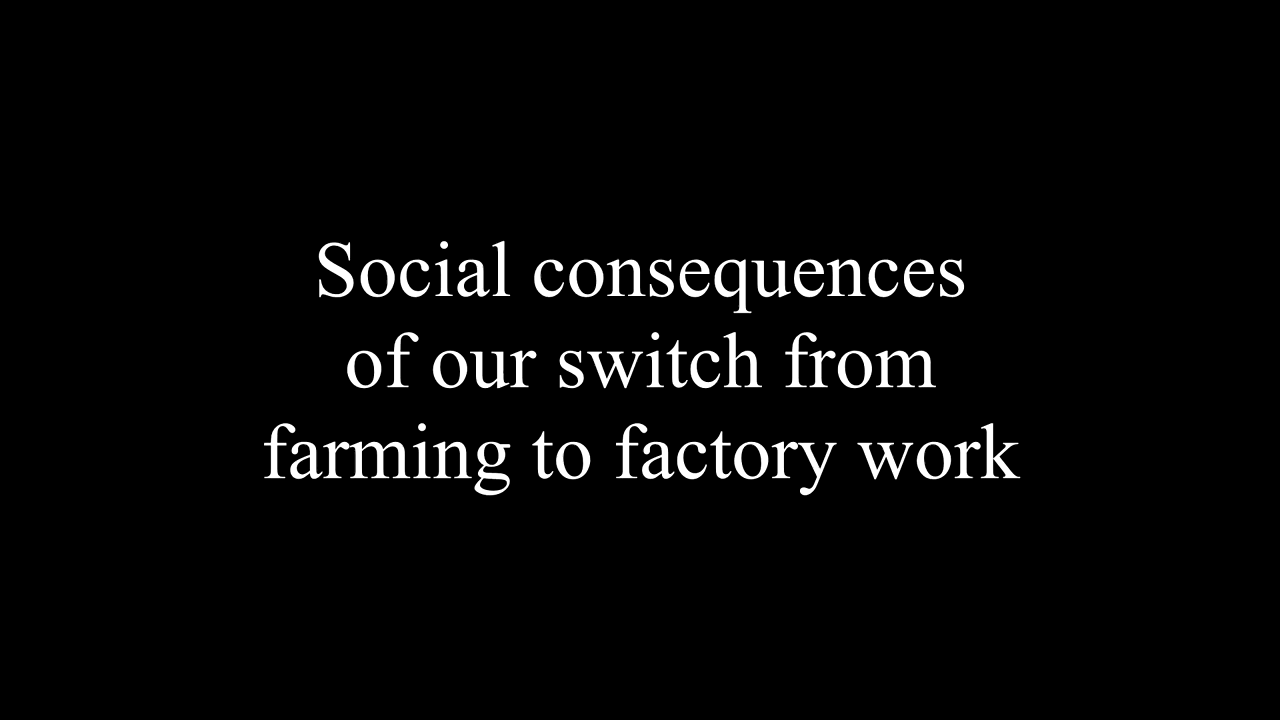 Social consequences
of our switch from
farming to factory work